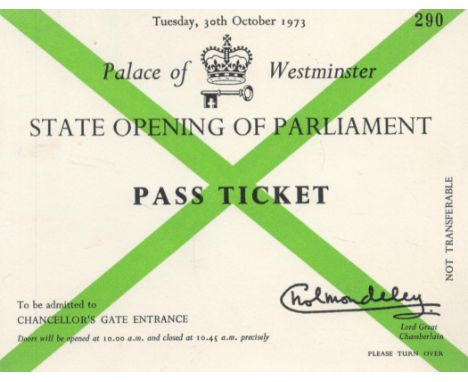 Tuesday, 30th October 1973
290
Palace of Westminster
STATE OPENING OF PARLIAMENT
PASS TICKET
NOT TRANSFERABLE
To be admitted to
CHANCELLOR'S GATE ENTRANCE
Doors will be opened at 10.00 a.m. and closed at 10.45 a.m. precisely
Cholmondeley
Lord Great
Chamberlain
PLEASE TURN OVER